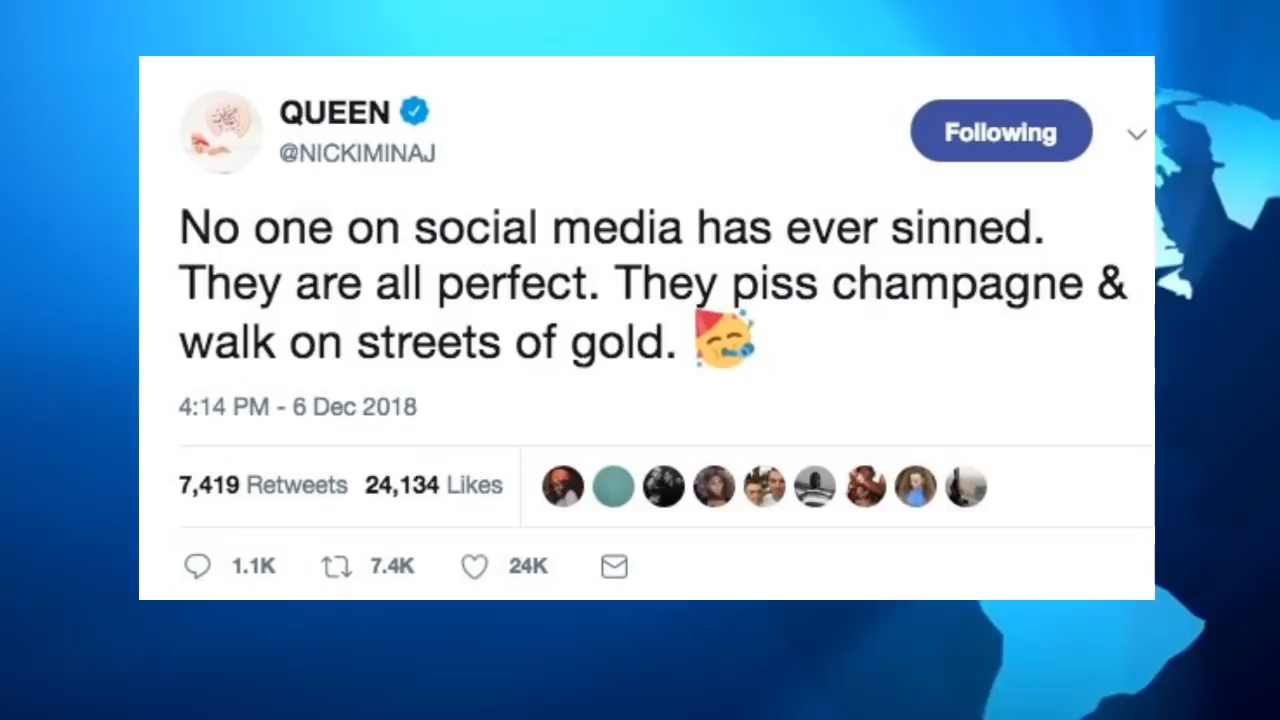 QUEEN
@NICKIMINAJ
Following
No one on social media has ever sinned.
They are all perfect. They piss champagne &
walk on streets of gold. 🥳
4:14 PM - 6 Dec 2018
7,419 Retweets 24,134 Likes
1.1K 7.4K 24K